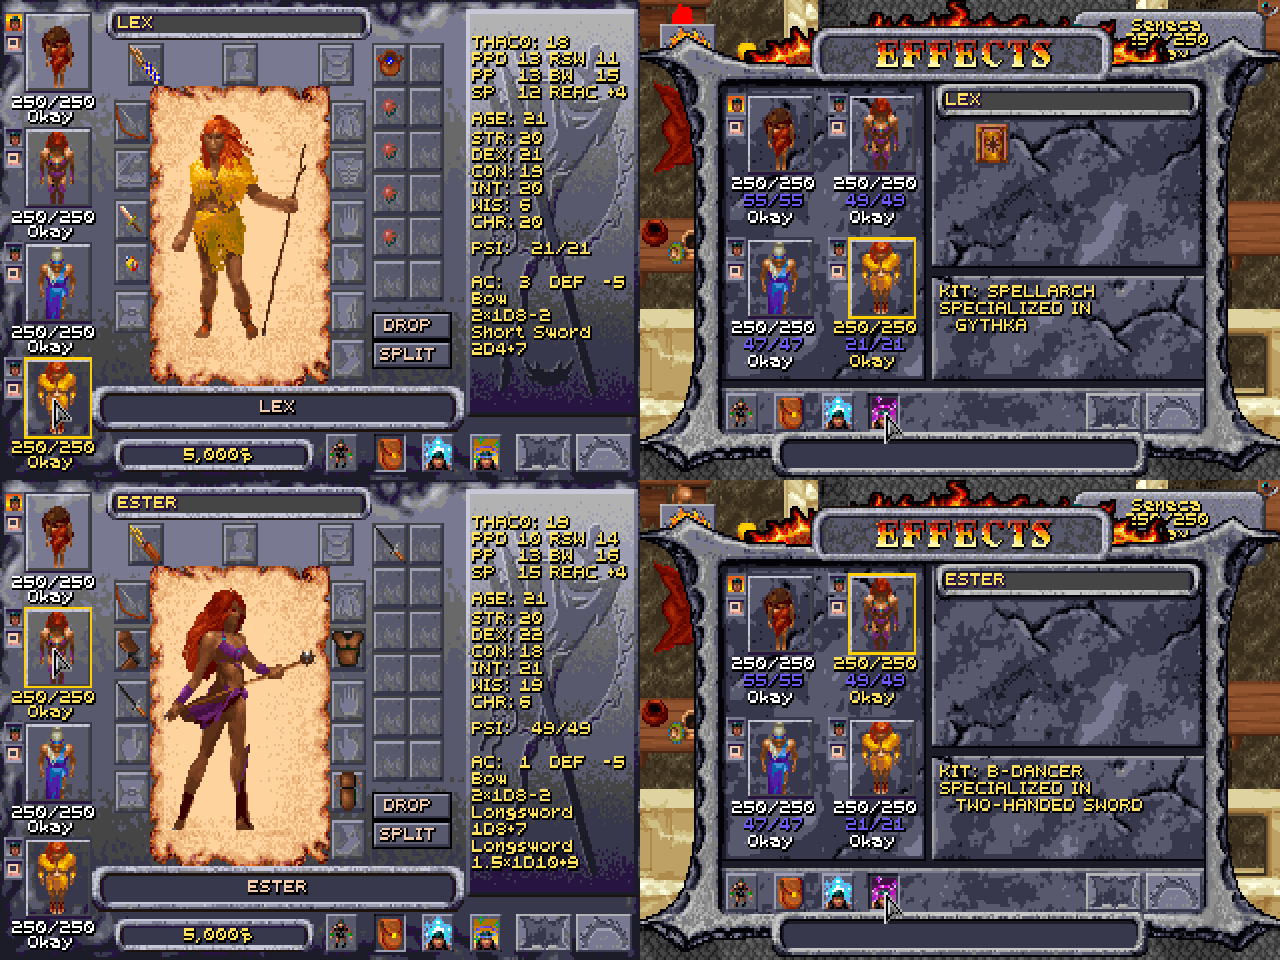 LEX
250/250
Okay
250/250
Okay
250/250
Okay
250/250
Okay
THAC0: 18
PPD 13 RSW 11
PP 13 BW 15
SP 12 REAC +4
AGE: 21
STR: 20
DEX: 21
CON: 19
INT: 20
WIS: 6
CHR: 20
PSI: 21/21
AC: 3 DEF -5
Bow
2x1D8-2
Short Sword
2D4+7
DROP
SPLIT
LEX
5,000
Seneca
250/250
EFFECTS
LEX
250/250 250/250
55/55 49/49
Okay Okay
250/250 250/250
47/47 21/21
Okay Okay
KIT: SPELLARCH
SPECIALIZED IN
GYTHKA
ESTER
250/250
Okay
250/250
Okay
250/250
Okay
250/250
Okay
THAC0: 19
PPD 10 RSW 14
PP 13 BW 16
SP 15 REAC +4
AGE: 21
STR: 20
DEX: 22
CON: 18
INT: 21
WIS: 19
CHR: 6
PSI: 49/49
AC: 1 DEF -5
Bow
2x1D8-2
Longsword
1D8+7
Longsword
1.5x1D10+9
DROP
SPLIT
ESTER
5,000
Seneca
250/250
EFFECTS
ESTER
250/250 250/250
55/55 49/49
Okay Okay
250/250 250/250
47/47 21/21
Okay Okay
KIT: B-DANCER
SPECIALIZED IN
TWO-HANDED SWORD